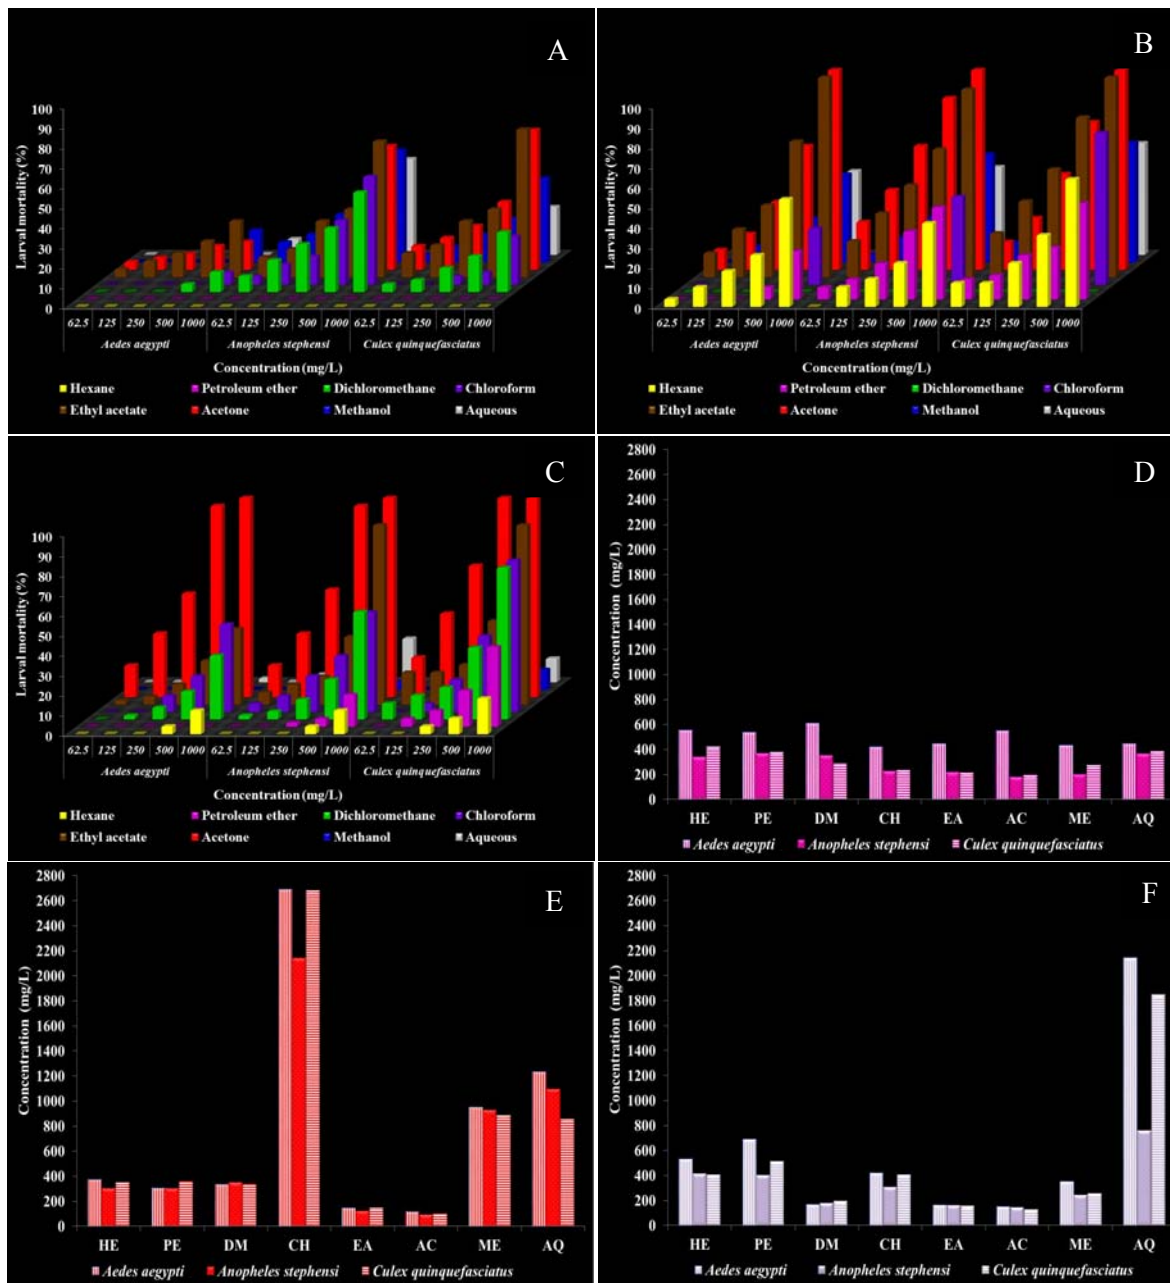 A
Larval mortality (%)
100
90
80
70
60
50
40
30
20
10
0
62.5 125 250 500 1000 62.5 125 250 500 1000 62.5 125 250 500 1000
Aedes aegypti Anopheles stephensi Culex quinquefasciatus
Concentration (mg/L)
Hexane Petroleum ether Dichloromethane Chloroform
Ethyl acetate Acetone Methanol Aqueous
B
Larval mortality (%)
100
90
80
70
60
50
40
30
20
10
0
62.5 125 250 500 1000 62.5 125 250 500 1000 62.5 125 250 500 1000
Aedes aegypti Anopheles stephensi Culex quinquefasciatus
Concentration (mg/L)
Hexane Petroleum ether Dichloromethane Chloroform
Ethyl acetate Acetone Methanol Aqueous
C
Larval mortality (%)
100
90
80
70
60
50
40
30
20
10
0
62.5 125 250 500 1000 62.5 125 250 500 1000 62.5 125 250 500 1000
Aedes aegypti Anopheles stephensi Culex quinquefasciatus
Concentration (mg/L)
Hexane Petroleum ether Dichloromethane Chloroform
Ethyl acetate Acetone Methanol Aqueous
D
Concentration (mg/L)
2800
2600
2400
2200
2000
1800
1600
1400
1200
1000
800
600
400
200
0
HE PE DM CH EA AC ME AQ
Aedes aegypti Anopheles stephensi Culex quinquefasciatus
E
Concentration (mg/L)
2800
2600
2400
2200
2000
1800
1600
1400
1200
1000
800
600
400
200
0
HE PE DM CH EA AC ME AQ
Aedes aegypti Anopheles stephensi Culex quinquefasciatus
F
Concentration (mg/L)
2800
2600
2400
2200
2000
1800
1600
1400
1200
1000
800
600
400
200
0
HE PE DM CH EA AC ME AQ
Aedes aegypti Anopheles stephensi Culex quinquefasciatus